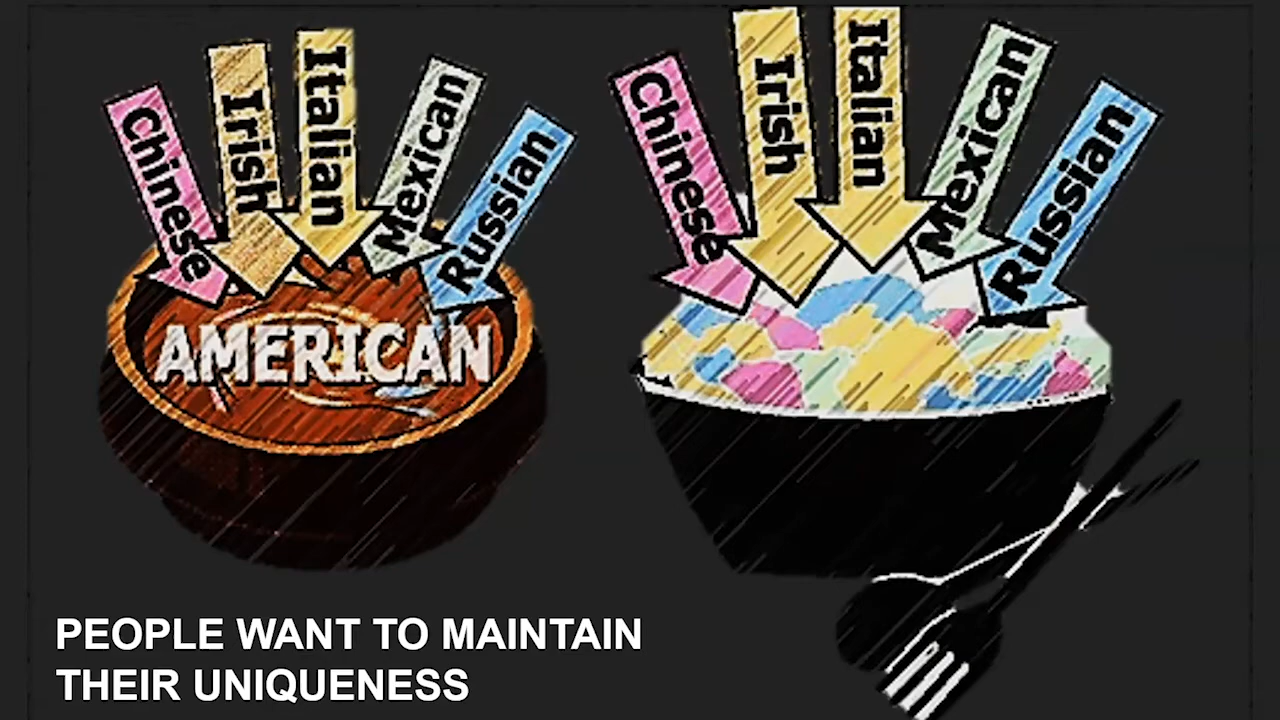 Chinese
Irish
Italian
Mexican
Russian
AMERICAN
Chinese
Irish
Italian
Mexican
Russian
PEOPLE WANT TO MAINTAIN
THEIR UNIQUENESS